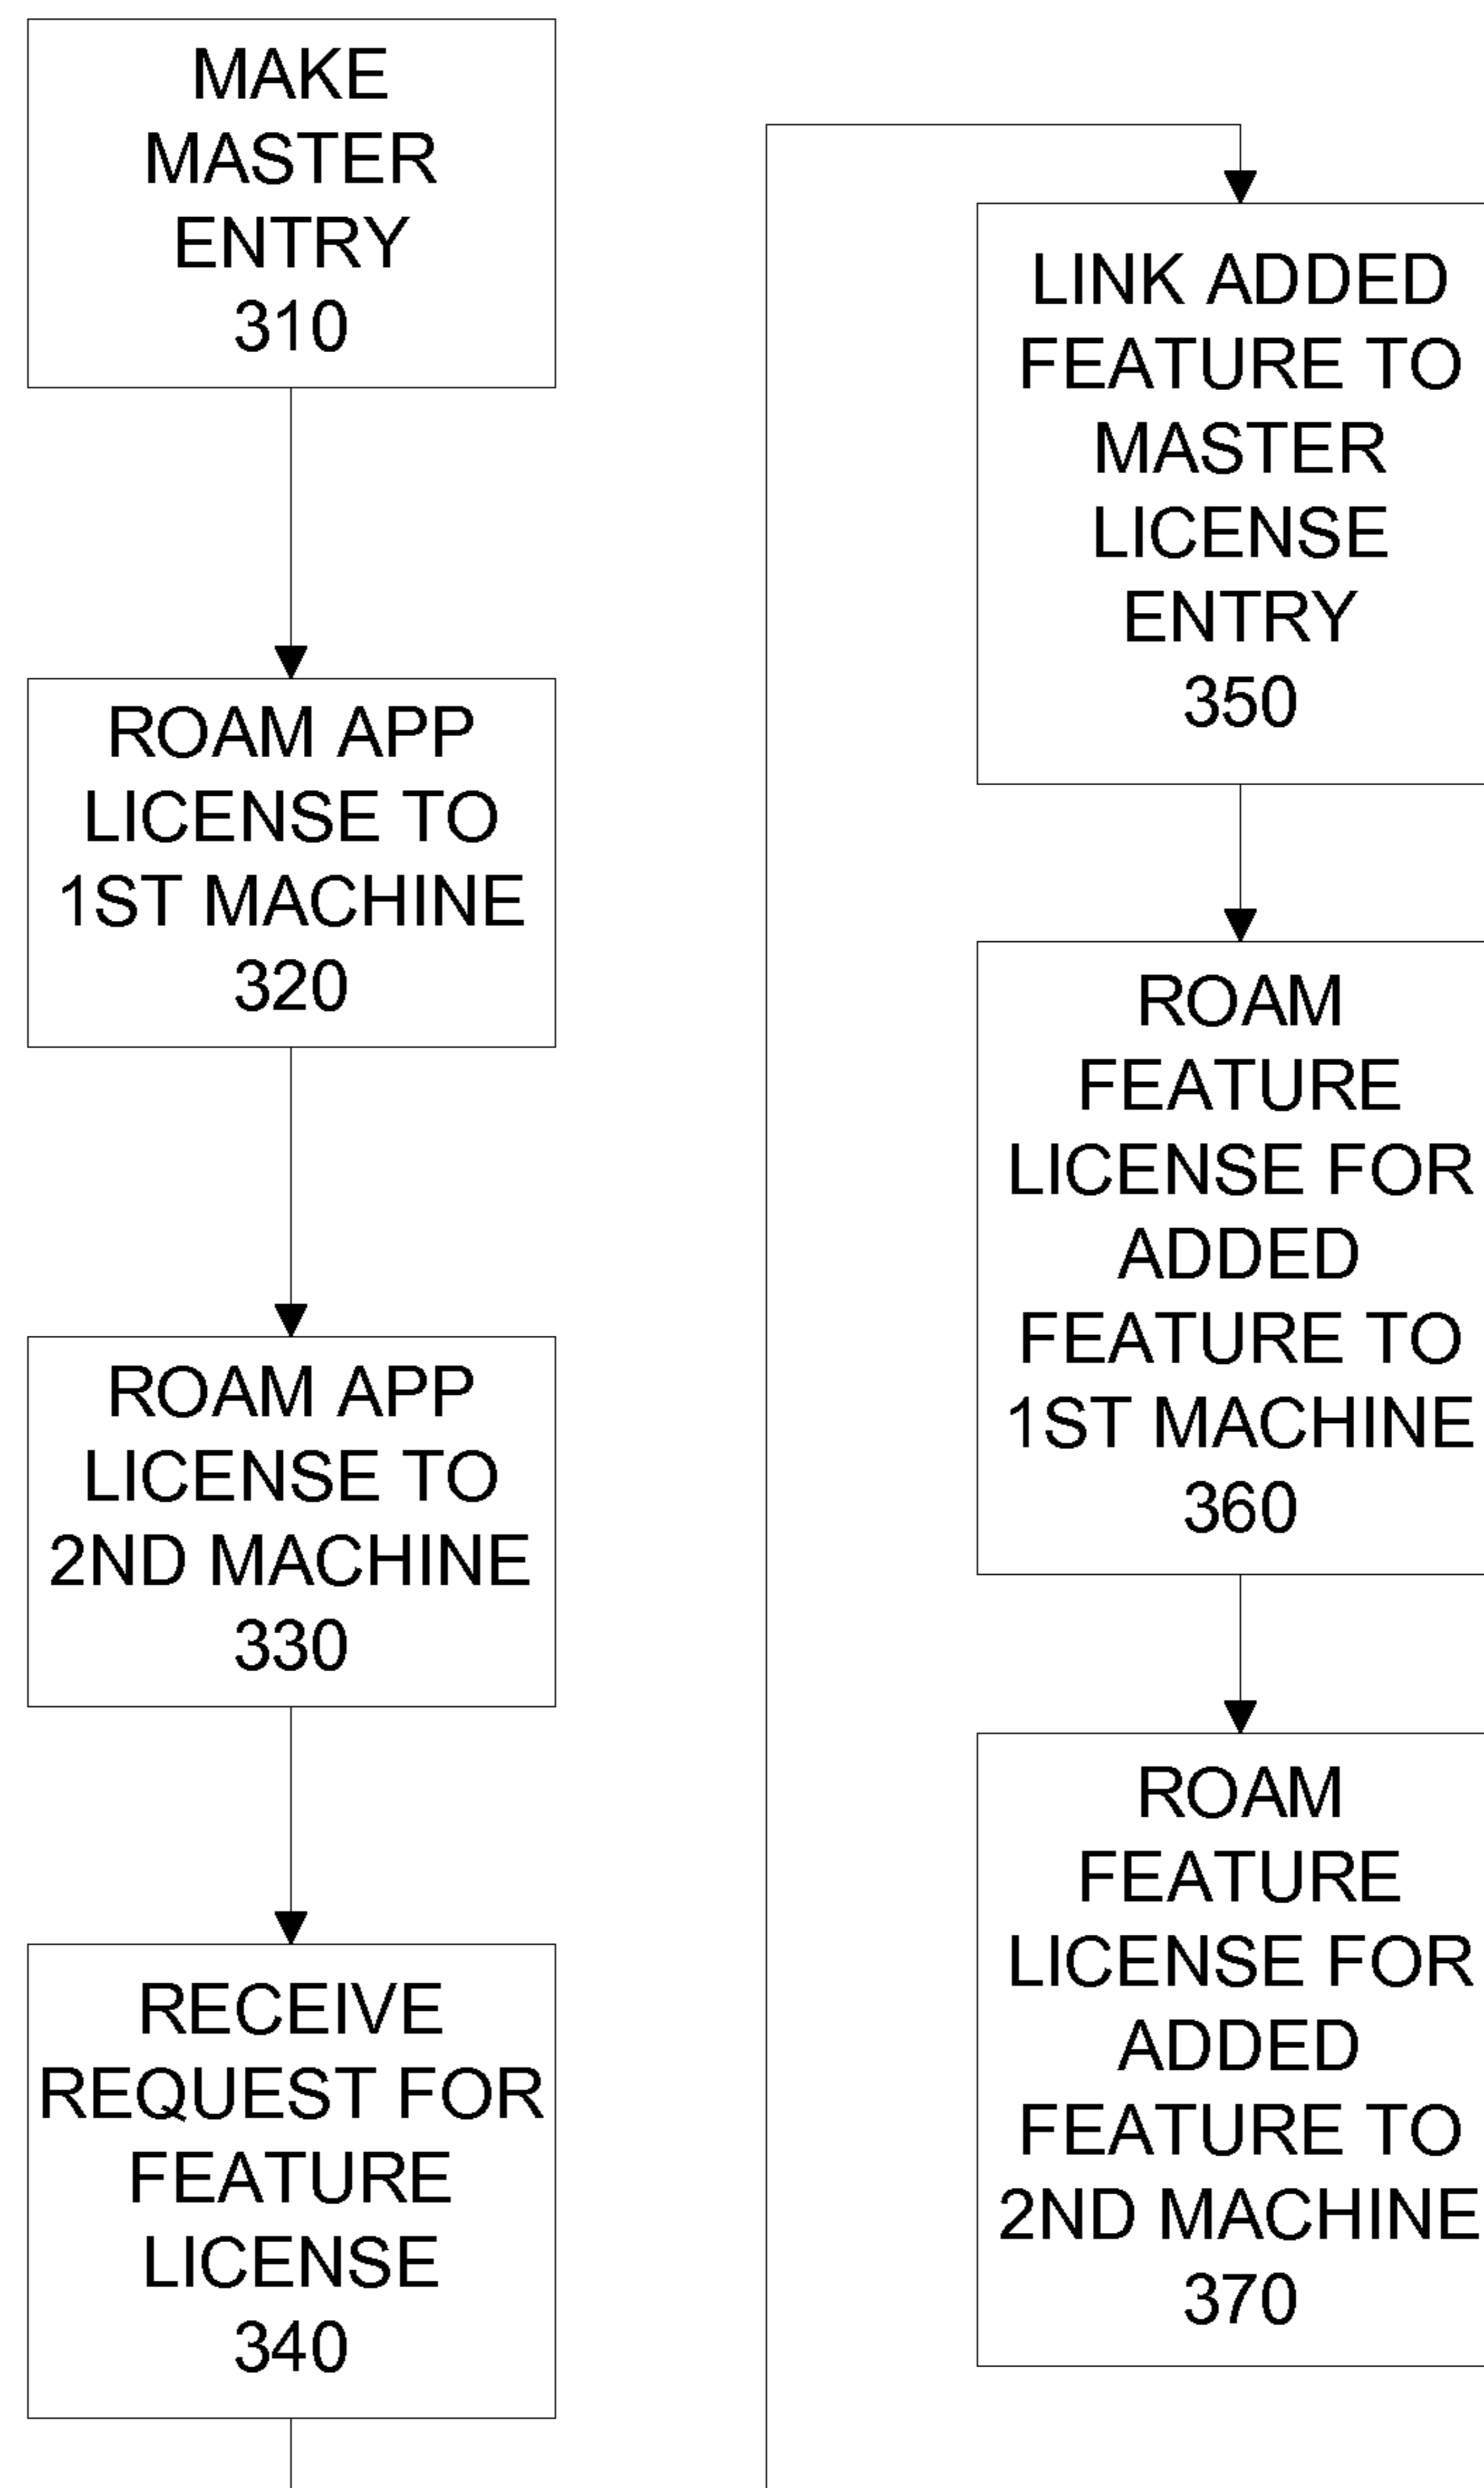 MAKE
MASTER
ENTRY
310
ROAM APP
LICENSE TO
1ST MACHINE
320
ROAM APP
LICENSE TO
2ND MACHINE
330
RECEIVE
REQUEST FOR
FEATURE
LICENSE
340
LINK ADDED
FEATURE TO
MASTER
LICENSE
ENTRY
350
ROAM
FEATURE
LICENSE FOR
ADDED
FEATURE TO
1ST MACHINE
360
ROAM
FEATURE
LICENSE FOR
ADDED
FEATURE TO
2ND MACHINE
370